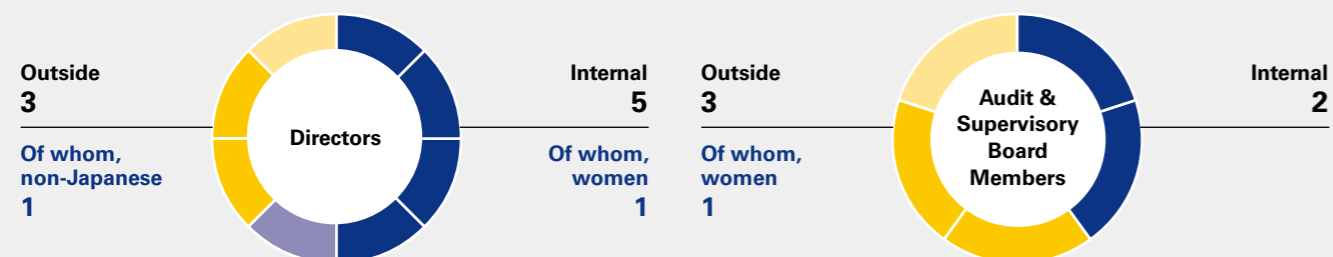 Outside
3
Of whom,
non-Japanese
1
Directors
Internal
5
Of whom,
women
1
Outside
3
Of whom,
women
1
Audit &
Supervisory
Board
Members
Internal
2